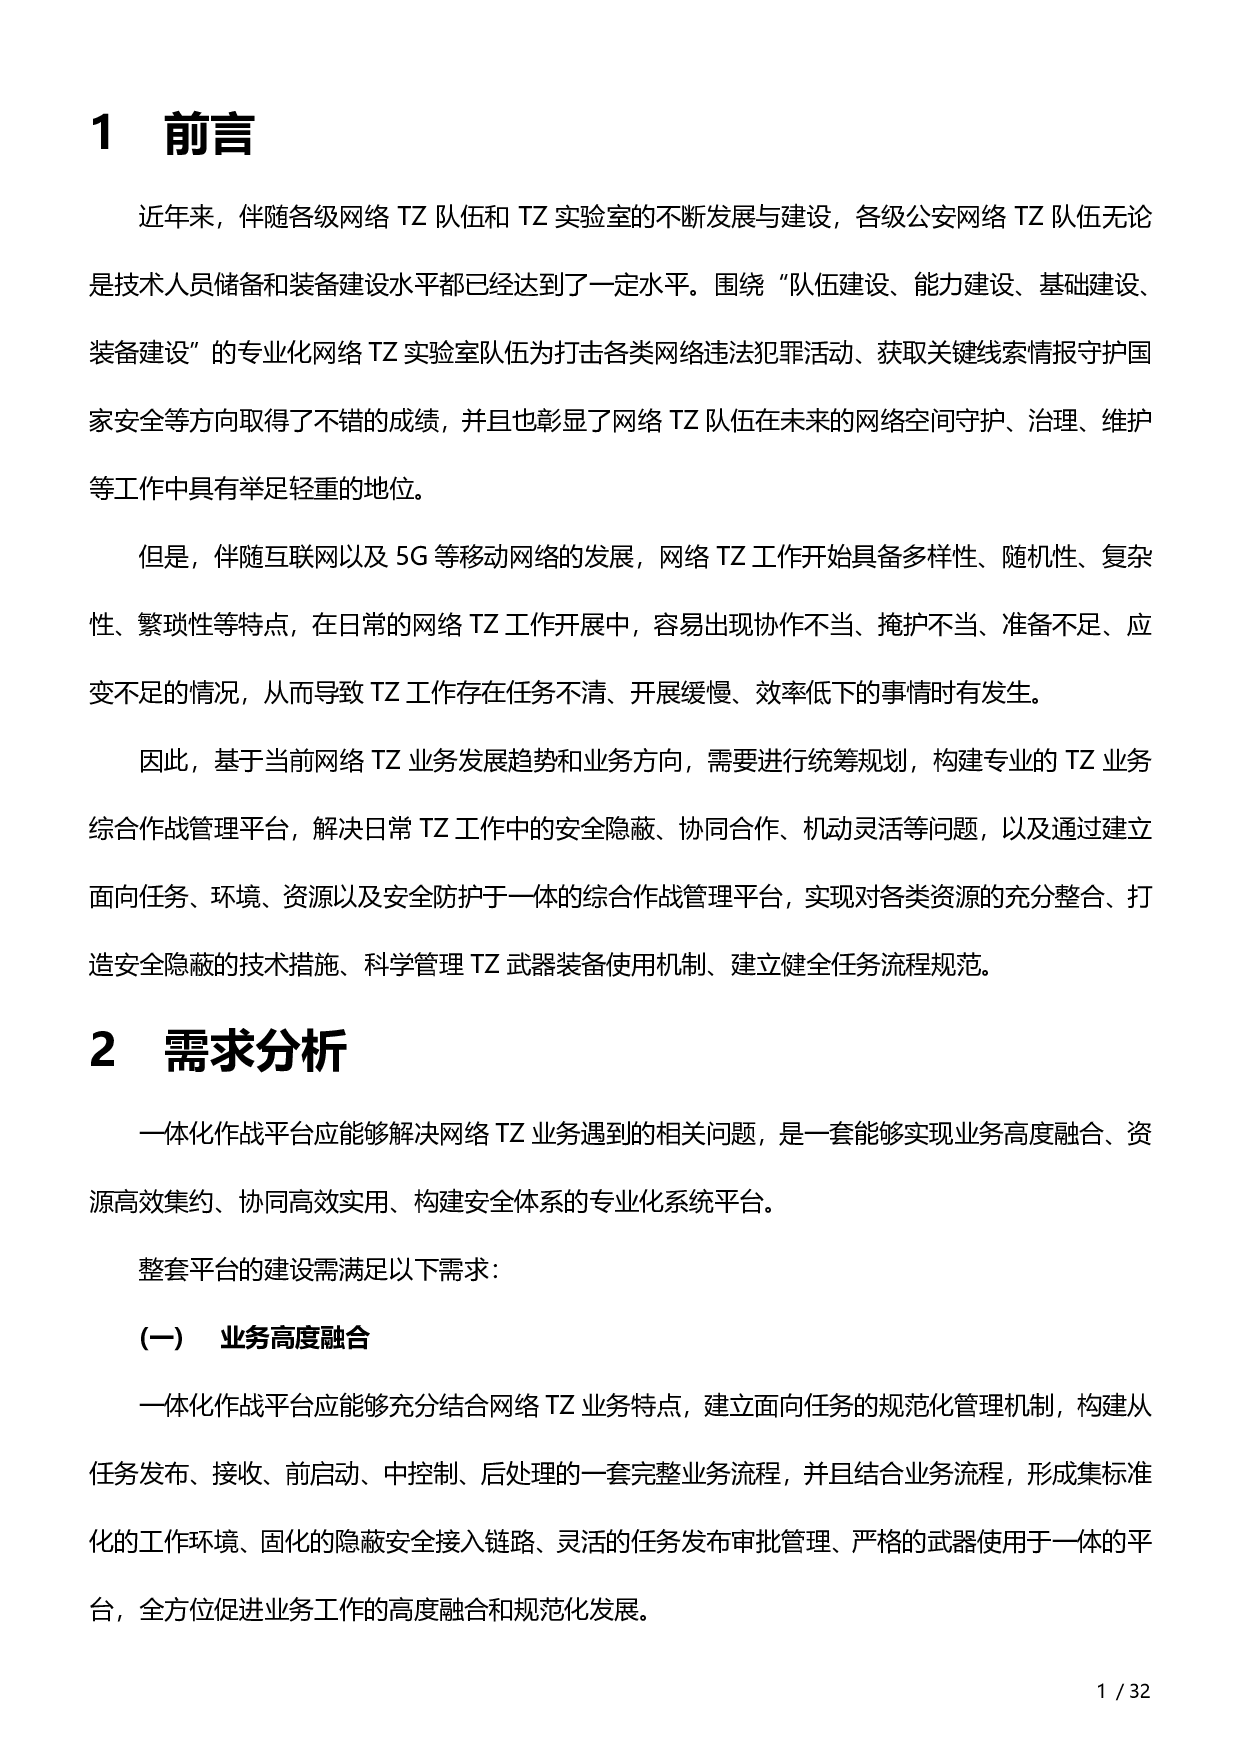 1 前言
近年来，伴随各级网络 TZ 队伍和 TZ 实验室的不断发展与建设，各级公安网络 TZ 队伍无论
是技术人员储备和装备建设水平都已经达到了一定水平。围绕“队伍建设、能力建设、基础建设、
装备建设”的专业化网络 TZ 实验室队伍为打击各类网络违法犯罪活动、获取关键线索情报守护国
家安全等方向取得了不错的成绩，并且也彰显了网络 TZ 队伍在未来的网络空间守护、治理、维护
等工作中具有举足轻重的地位。
但是，伴随互联网以及 5G 等移动网络的发展，网络 TZ 工作开始具备多样性、随机性、复杂
性、繁琐性等特点，在日常的网络 TZ 工作开展中，容易出现协作不当、掩护不当、准备不足、应
变不足的情况，从而导致 TZ 工作存在任务不清、开展缓慢、效率低下的事情时有发生。
因此，基于当前网络 TZ 业务发展趋势和业务方向，需要进行统筹规划，构建专业的 TZ 业务
综合作战管理平台，解决日常 TZ 工作中的安全隐蔽、协同合作、机动灵活等问题，以及通过建立
面向任务、环境、资源以及安全防护于一体的综合作战管理平台，实现对各类资源的充分整合、打
造安全隐蔽的技术措施、科学管理 TZ 武器装备使用机制、建立健全任务流程规范。
2 需求分析
一体化作战平台应能够解决网络 TZ 业务遇到的相关问题，是一套能够实现业务高度融合、资
源高效集约、协同高效实用、构建安全体系的专业化系统平台。
整套平台的建设需满足以下需求：
(一) 业务高度融合
一体化作战平台应能够充分结合网络 TZ 业务特点，建立面向任务的规范化管理机制，构建从
任务发布、接收、前启动、中控制、后处理的一套完整业务流程，并且结合业务流程，形成集标准
化的工作环境、固化的隐蔽安全接入链路、灵活的任务发布审批管理、严格的武器使用于一体的平
台，全方位促进业务工作的高度融合和规范化发展。
1 / 32